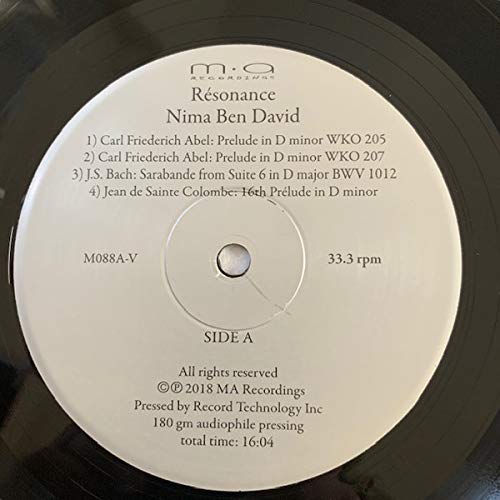 m·a
RECORDINGS
Résonance
Nima Ben David
1) Carl Friederich Abel: Prelude in D minor WKO 205
2) Carl Friederich Abel: Prelude in D minor WKO 207
3) J.S. Bach: Sarabande from Suite 6 in D major BWV 1012
4) Jean de Sainte Colombe: 16th Prélude in D minor
M088A-V
33.3 rpm
SIDE A
All rights reserved
©℗ 2018 MA Recordings
Pressed by Record Technology Inc
180 gm audiophile pressing
total time: 16:04